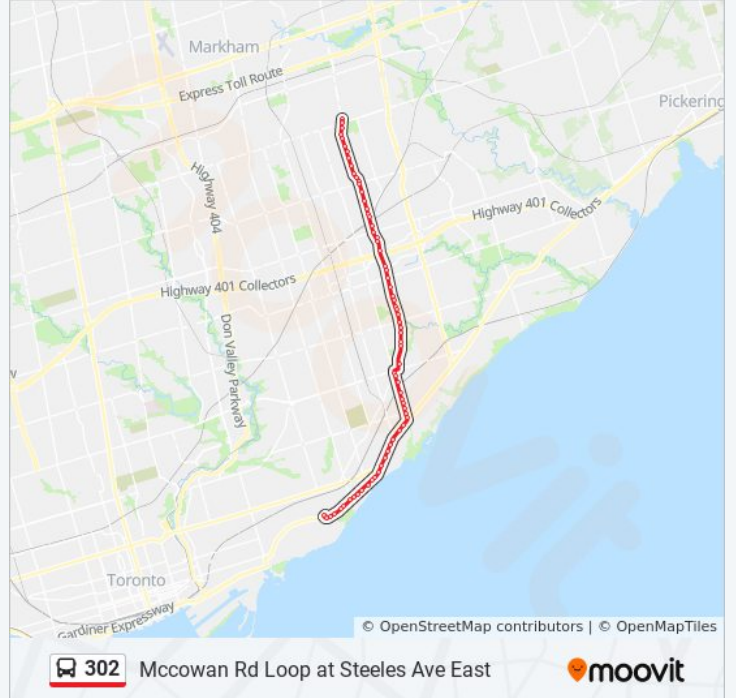 Markham
Express Toll Route
Pickering
Highway 404
Highway 401 Collectors
Highway 401 Collectors
Don Valley Parkway
Toronto
Gardiner Expressway
© OpenStreetMap contributors | © OpenMapTiles
302 Mccowan Rd Loop at Steeles Ave East
moovit